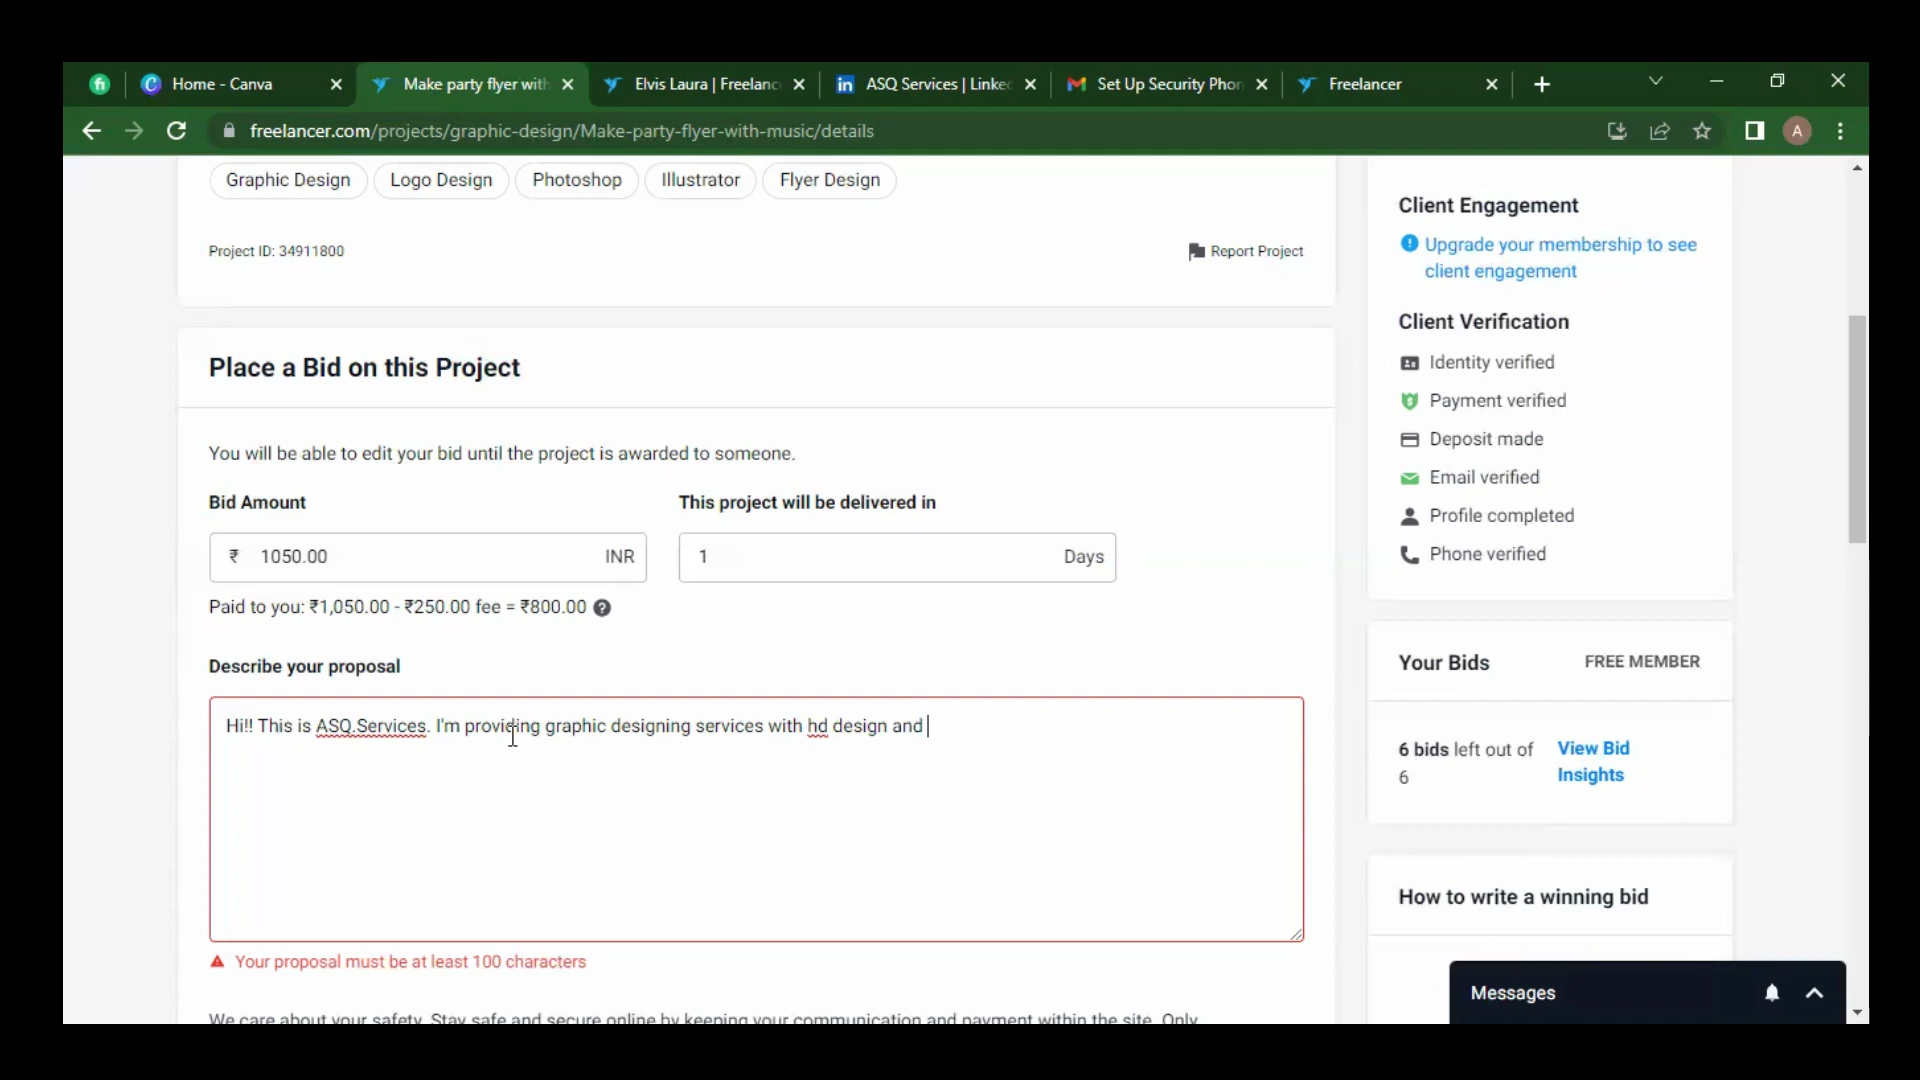 Home - Canva
Make party flyer with
Elvis Laura | Freelanc
ASQ Services | Linked
Set Up Security Phon
Freelancer
freelancer.com/projects/graphic-design/Make-party-flyer-with-music/details
A
Graphic Design
Logo Design
Photoshop
Illustrator
Flyer Design
Project ID: 34911800
Report Project
Place a Bid on this Project
You will be able to edit your bid until the project is awarded to someone.
Bid Amount
This project will be delivered in
₹ 1050.00 INR
1 Days
Paid to you: ₹1,050.00 - ₹250.00 fee = ₹800.00
Describe your proposal
Hi!! This is ASQ.Services. I'm providing graphic designing services with hd design and
Your proposal must be at least 100 characters
We care about your safety. Stay safe and secure online by keeping your communication and payment within the site. Only
Client Engagement
Upgrade your membership to see
client engagement
Client Verification
Identity verified
Payment verified
Deposit made
Email verified
Profile completed
Phone verified
Your Bids
FREE MEMBER
6 bids left out of
6
View Bid
Insights
How to write a winning bid
Messages